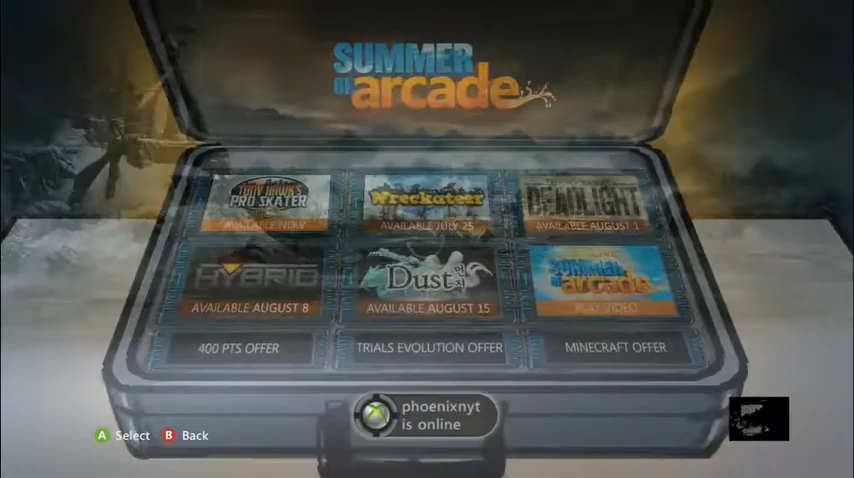 SUMMER
OF arcade
TONY HAWK'S
PRO SKATER
AVAILABLE NOW
Wreckateer
AVAILABLE JULY 25
DEADLIGHT
AVAILABLE AUGUST 1
HYBRID
AVAILABLE AUGUST 8
Dust
AVAILABLE AUGUST 15
SUMMER
OF arcade
PLAY VIDEO
400 PTS OFFER
TRIALS EVOLUTION OFFER
MINECRAFT OFFER
phoenixnyt
is online
A Select B Back